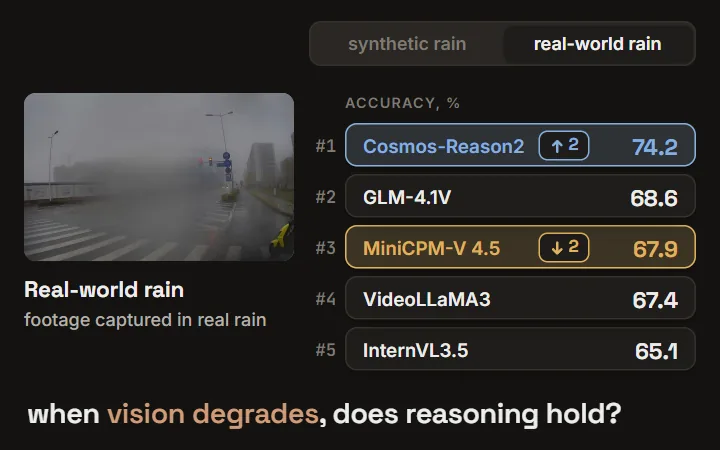 synthetic rain real-world rain
ACCURACY, %
#1 Cosmos-Reason2 ↑ 2 74.2
#2 GLM-4.1V 68.6
#3 MiniCPM-V 4.5 ↓ 2 67.9
#4 VideoLLaMA3 67.4
#5 InternVL3.5 65.1
Real-world rain
footage captured in real rain
when vision degrades, does reasoning hold?